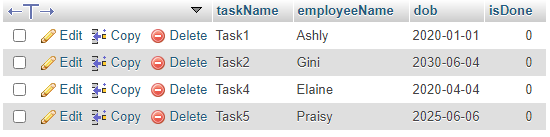 taskName employeeName dob isDone
Edit Copy Delete Task1 Ashly 2020-01-01 0
Edit Copy Delete Task2 Gini 2030-06-04 0
Edit Copy Delete Task4 Elaine 2020-04-04 0
Edit Copy Delete Task5 Praisy 2025-06-06 0